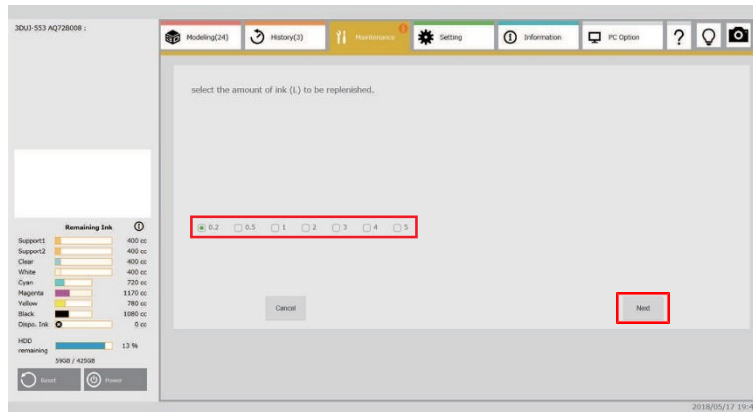 3DUJ-553 AQ72B008 :
Modeling(24)
History(3)
Maintenance
Setting
Information
PC Option
?
select the amount of ink (L) to be replenished.
0.2 0.5 1 2 3 4 5
Cancel
Next
Remaining Ink
Support1 400 cc
Support2 400 cc
Clear 400 cc
White 400 cc
Cyan 720 cc
Magenta 1170 cc
Yellow 780 cc
Black 1080 cc
Dispo. Ink 0 cc
HDD
remaining 13 %
59GB / 425GB
Reset
Power
2018/05/17 19:4